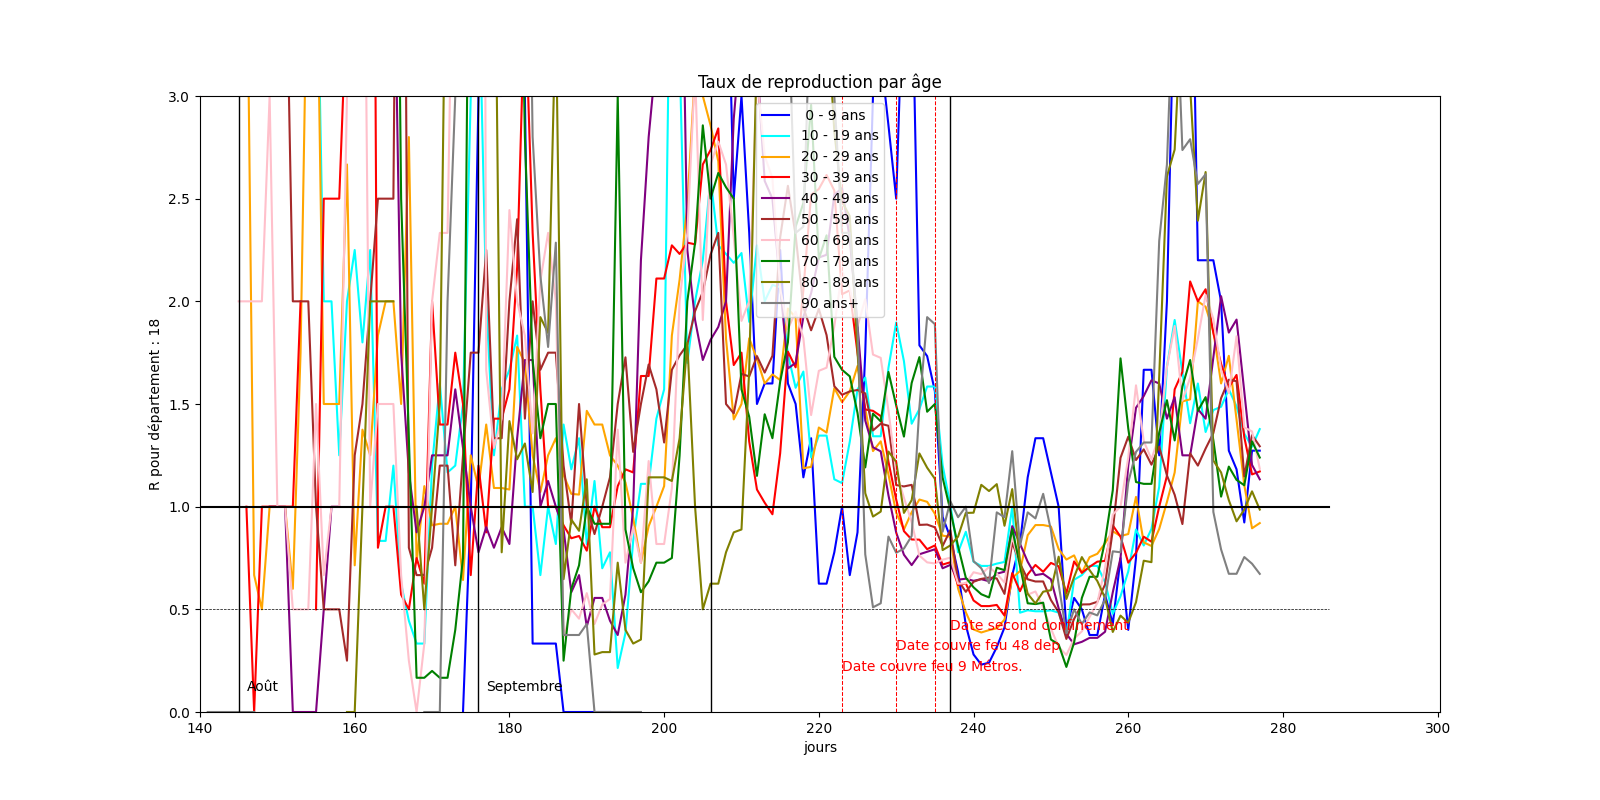 Taux de reproduction par âge
3.0
2.5
2.0
1.5
1.0
0.5
0.0
R pour département : 18
0 - 9 ans
10 - 19 ans
20 - 29 ans
30 - 39 ans
40 - 49 ans
50 - 59 ans
60 - 69 ans
70 - 79 ans
80 - 89 ans
90 ans+
Date second confinement
Date couvre feu 48 dep
Date couvre feu 9 Métros.
Août
Septembre
140
160
180
200
220
240
260
280
300
jours